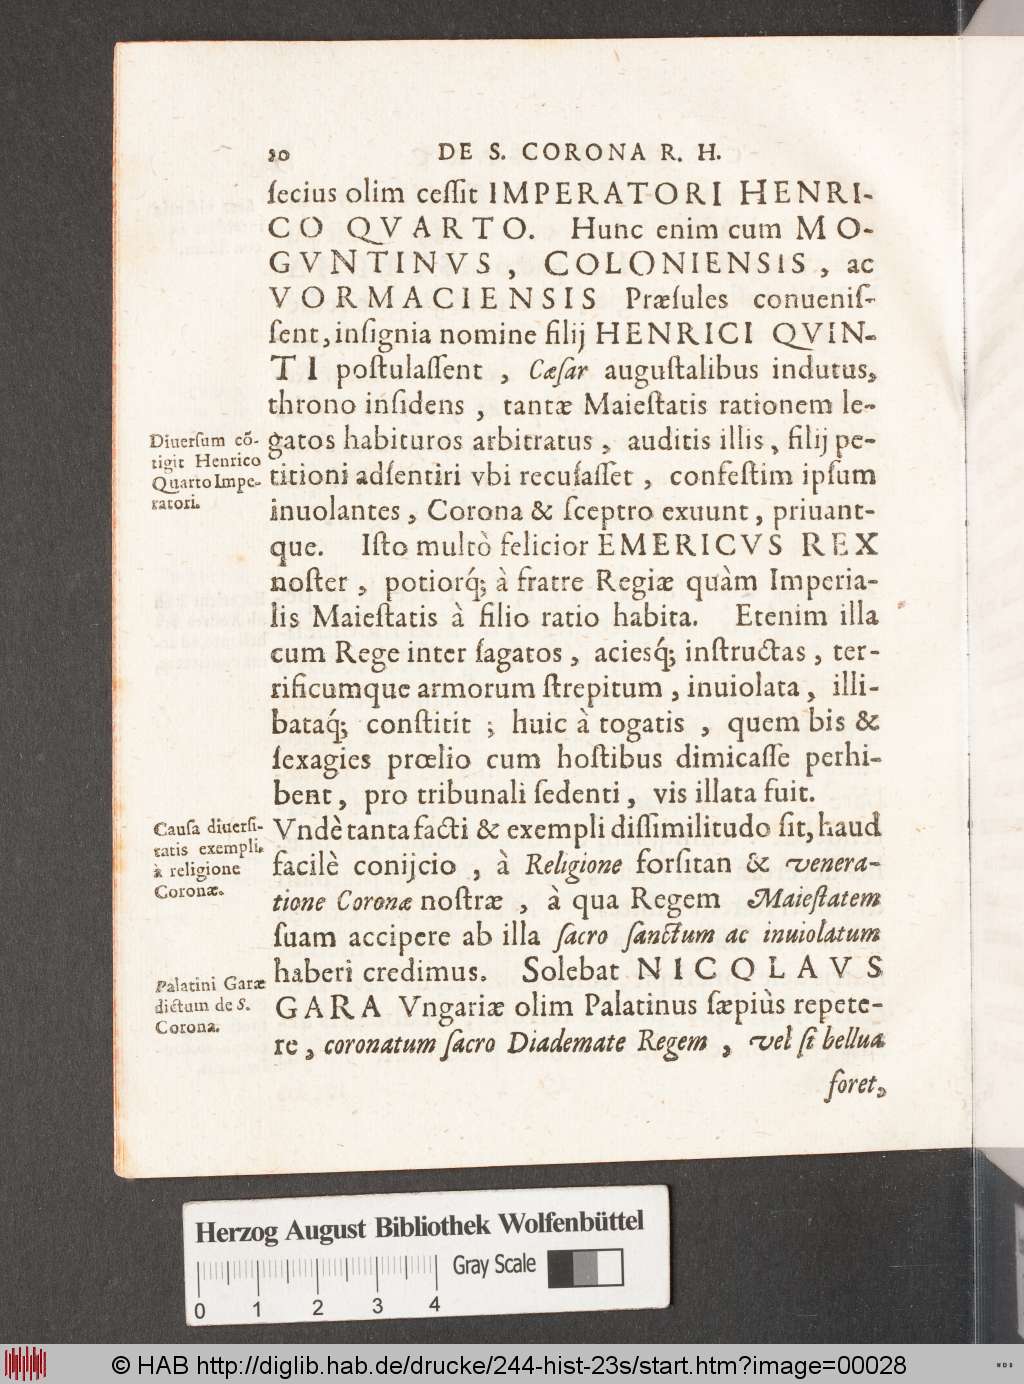 20 DE S. CORONA R. H.
ſecius olim ceſſit IMPERATORI HENRI-
CO QVARTO. Hunc enim cum MO-
GVNTINVS, COLONIENSIS, ac
VORMACIENSIS Præſules conueniſ-
ſent, inſignia nomine filij HENRICI QVIN-
TI poſtulaſſent, Cæſar auguſtalibus indutus,
throno inſidens, tantæ Maieſtatis rationem le-
gatos habituros arbitratus, auditis illis, filij pe-
titioni adſentiri vbi recuſaſſet, confeſtim ipſum
inuolantes, Corona & ſceptro exuunt, priuant-
que. Iſto multò felicior EMERICVS REX
noſter, potiorq́; à fratre Regiæ quàm Imperia-
lis Maieſtatis à filio ratio habita. Etenim illa
cum Rege inter ſagatos, acieſq́; inſtructas, ter-
rificumque armorum ſtrepitum, inuiolata, illi-
bataq́; conſtitit; huic à togatis, quem bis &
ſexagies prœlio cum hoſtibus dimicaſſe perhi-
bent, pro tribunali ſedenti, vis illata fuit.
Vndè tanta facti & exempli diſſimilitudo ſit, haud
facilè conijcio, à Religione forſitan & venera-
tione Coronæ noſtræ, à qua Regem Maieſtatem
ſuam accipere ab illa ſacro ſanctum ac inuiolatum
haberi credimus. Solebat NICOLAVS
GARA Vngariæ olim Palatinus ſæpiùs repete-
re, coronatum ſacro Diademate Regem, vel ſi bellua
foret,
Diuerſum cõ-
tigit Henrico
Quarto Impe-
ratori.
Cauſa diuerſi-
tatis exempli,
à religione
Coronæ.
Palatini Garæ
dictum de S.
Corona.
Herzog August Bibliothek Wolfenbüttel
Gray Scale
0 1 2 3 4
© HAB http://diglib.hab.de/drucke/244-hist-23s/start.htm?image=00028